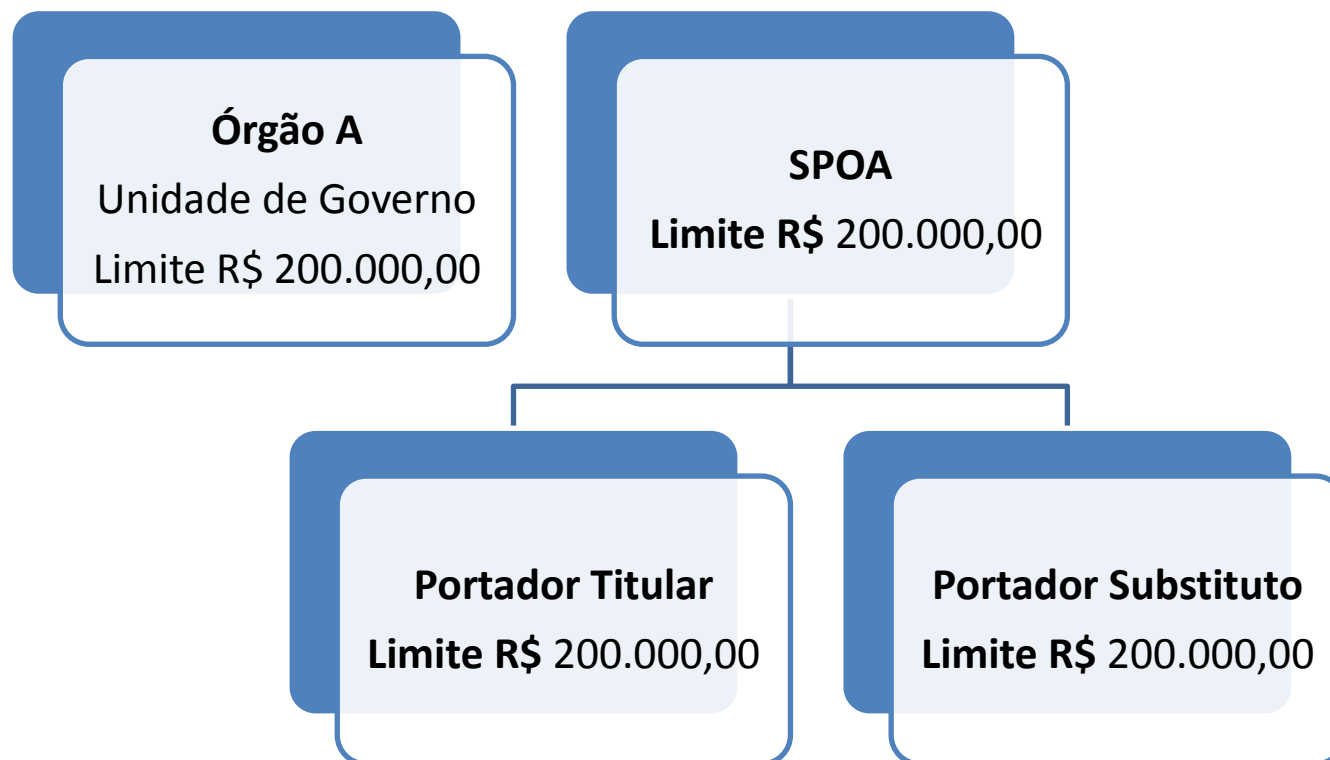 Órgão A
Unidade de Governo
Limite R$ 200.000,00
SPOA
Limite R$ 200.000,00
Portador Titular
Limite R$ 200.000,00
Portador Substituto
Limite R$ 200.000,00